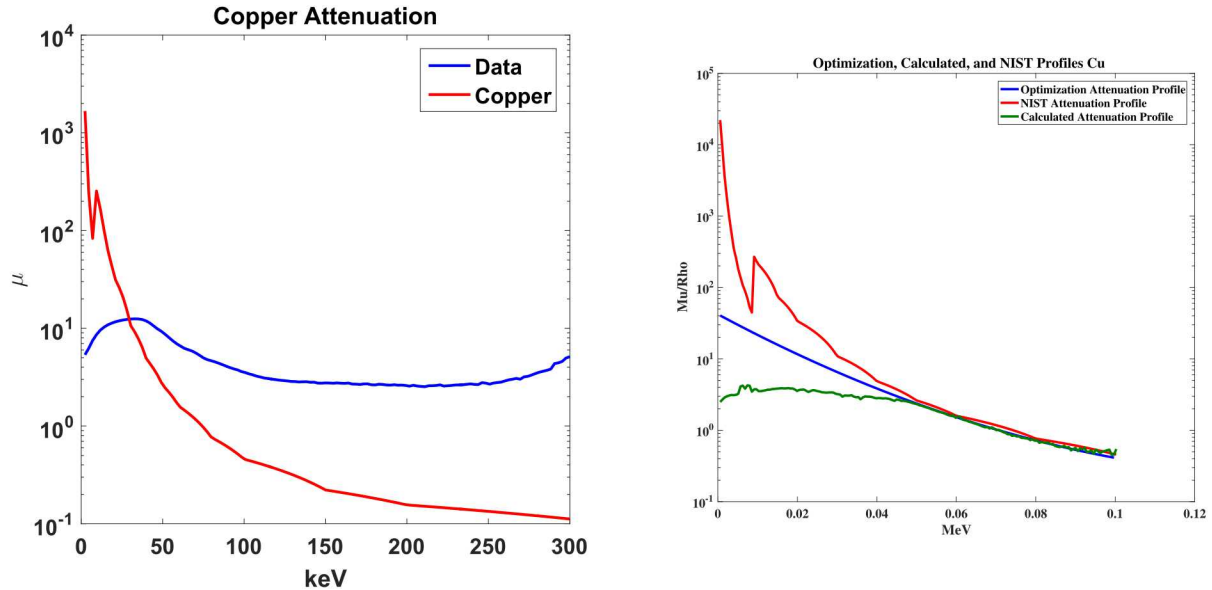 Copper Attenuation
10^4
10^3
10^2
10^1
10^0
10^-1
μ
Data
Copper
0 50 100 150 200 250 300
keV
Optimization, Calculated, and NIST Profiles Cu
10^5
10^4
10^3
10^2
10^1
10^0
10^-1
Mu/Rho
Optimization Attenuation Profile
NIST Attenuation Profile
Calculated Attenuation Profile
0 0.02 0.04 0.06 0.08 0.1 0.12
MeV